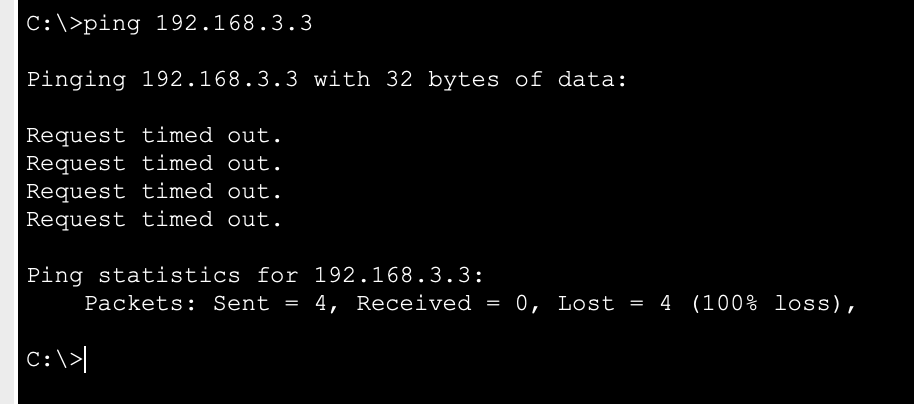 C:\>ping 192.168.3.3
Pinging 192.168.3.3 with 32 bytes of data:
Request timed out.
Request timed out.
Request timed out.
Request timed out.
Ping statistics for 192.168.3.3:
    Packets: Sent = 4, Received = 0, Lost = 4 (100% loss),
C:\>